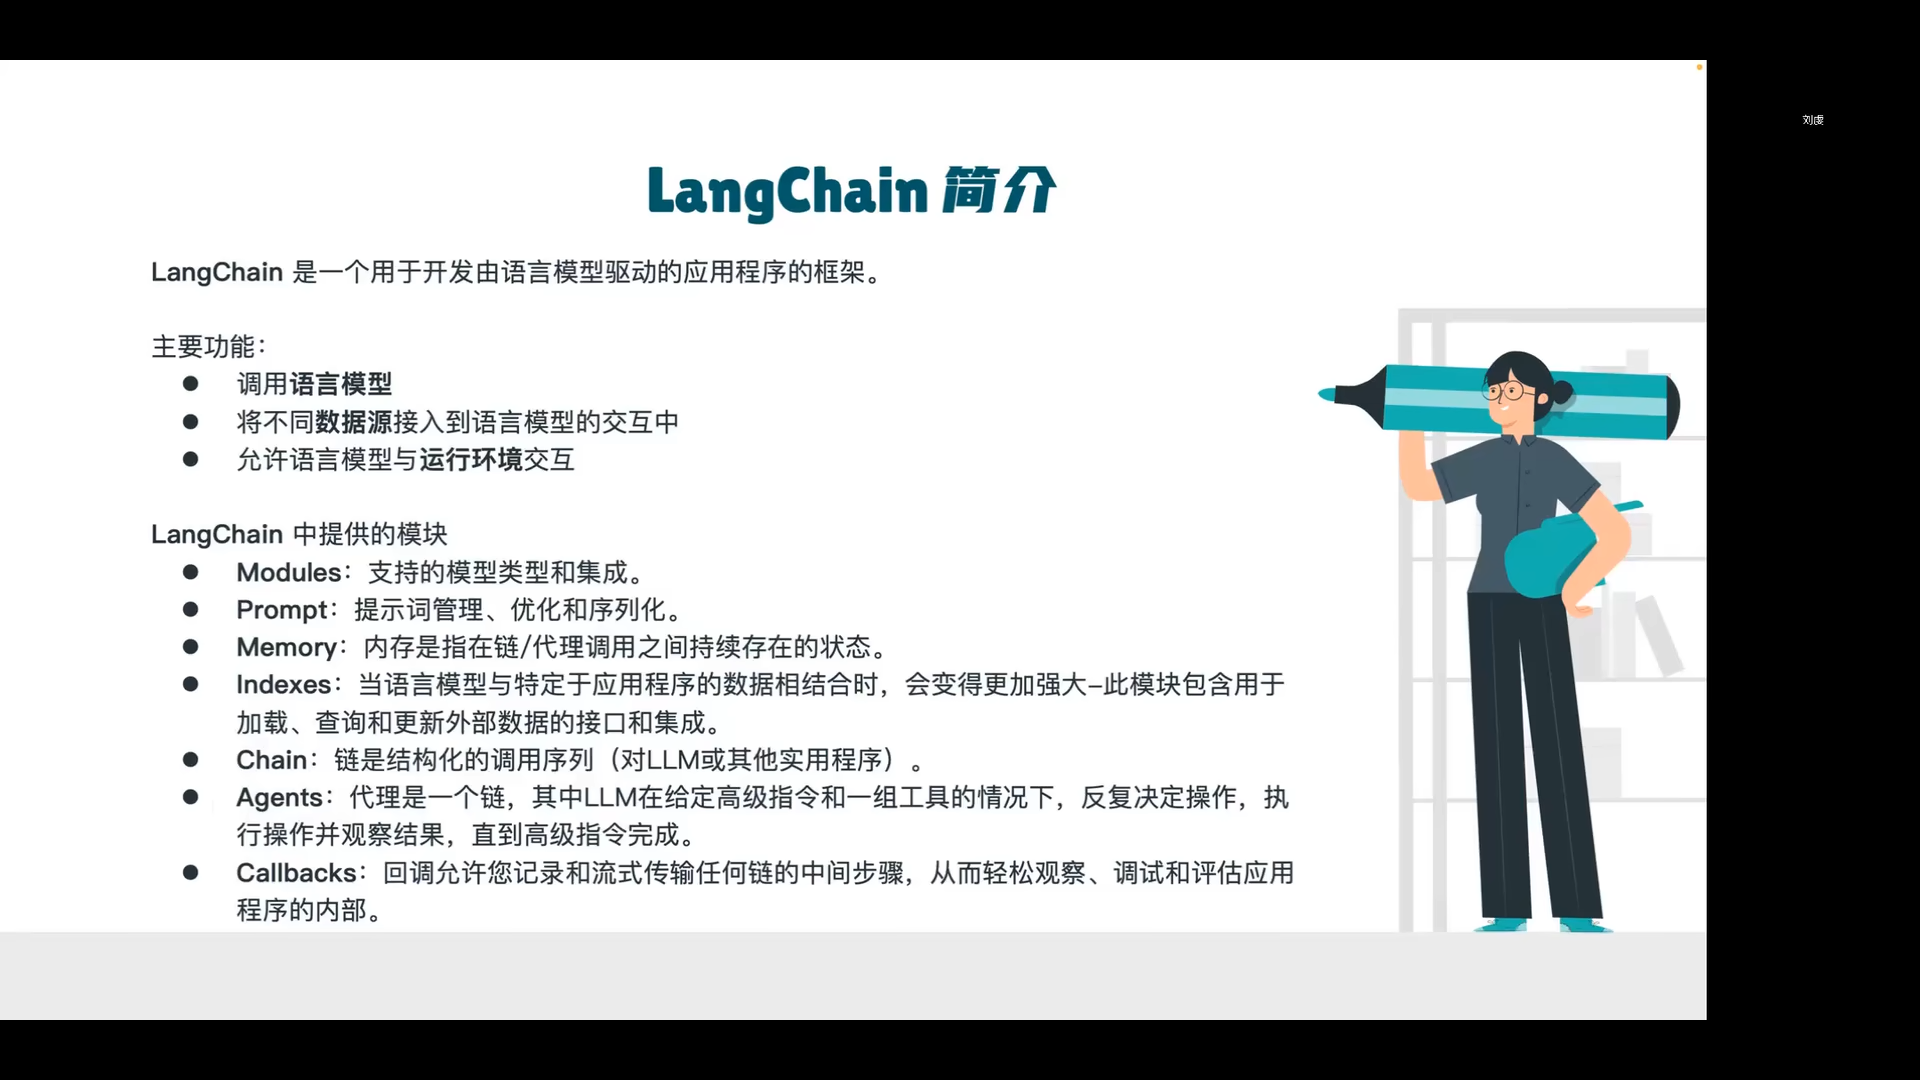 LangChain 简介
刘虔
LangChain 是一个用于开发由语言模型驱动的应用程序的框架。
主要功能：
● 调用语言模型
● 将不同数据源接入到语言模型的交互中
● 允许语言模型与运行环境交互
LangChain 中提供的模块
● Modules：支持的模型类型和集成。
● Prompt：提示词管理、优化和序列化。
● Memory：内存是指在链/代理调用之间持续存在的状态。
● Indexes：当语言模型与特定于应用程序的数据相结合时，会变得更加强大–此模块包含用于
加载、查询和更新外部数据的接口和集成。
● Chain：链是结构化的调用序列（对LLM或其他实用程序）。
● Agents：代理是一个链，其中LLM在给定高级指令和一组工具的情况下，反复决定操作，执
行操作并观察结果，直到高级指令完成。
● Callbacks：回调允许您记录和流式传输任何链的中间步骤，从而轻松观察、调试和评估应用
程序的内部。